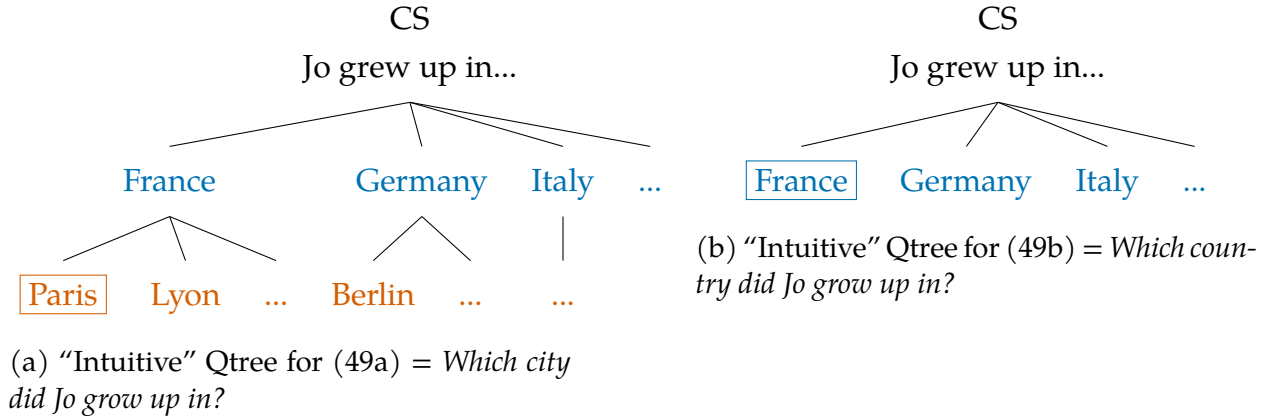 CS
Jo grew up in...
France Germany Italy ...
Paris Lyon ... Berlin ... ...
(a) “Intuitive” Qtree for (49a) = Which city
did Jo grow up in?
CS
Jo grew up in...
France Germany Italy ...
(b) “Intuitive” Qtree for (49b) = Which coun-
try did Jo grow up in?